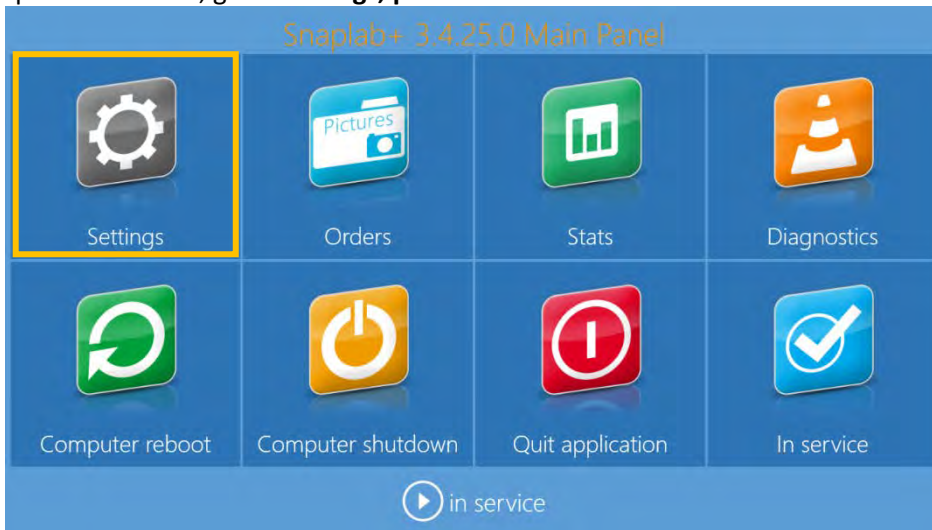 Snaplab+ 3.4.25.0 Main Panel
Pictures
Settings
Orders
Stats
Diagnostics
Computer reboot
Computer shutdown
Quit application
In service
in service